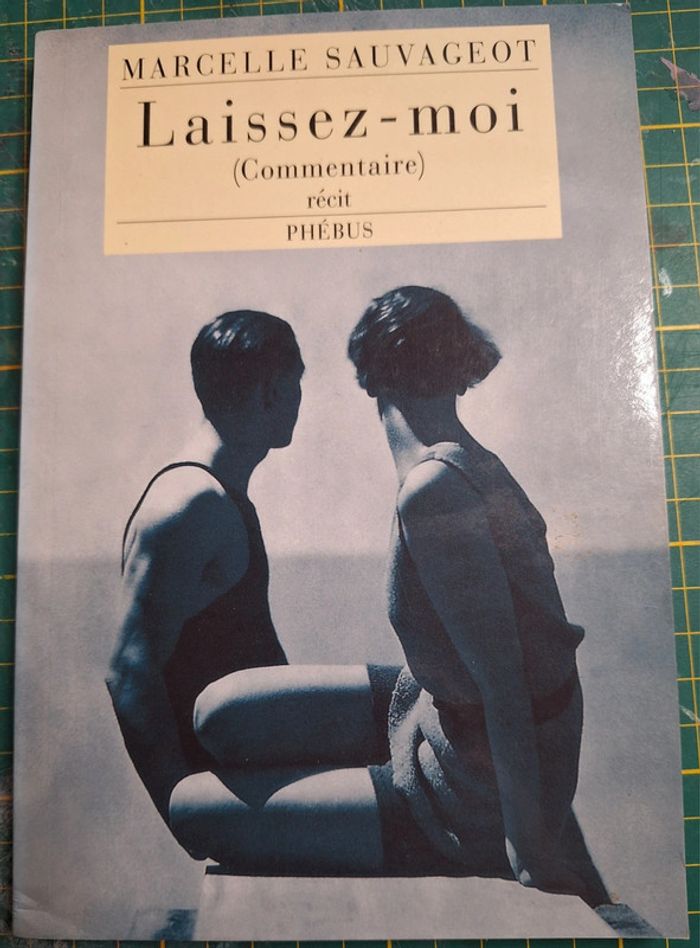 MARCELLE SAUVAGEOT
Laissez-moi
(Commentaire)
récit
PHÉBUS